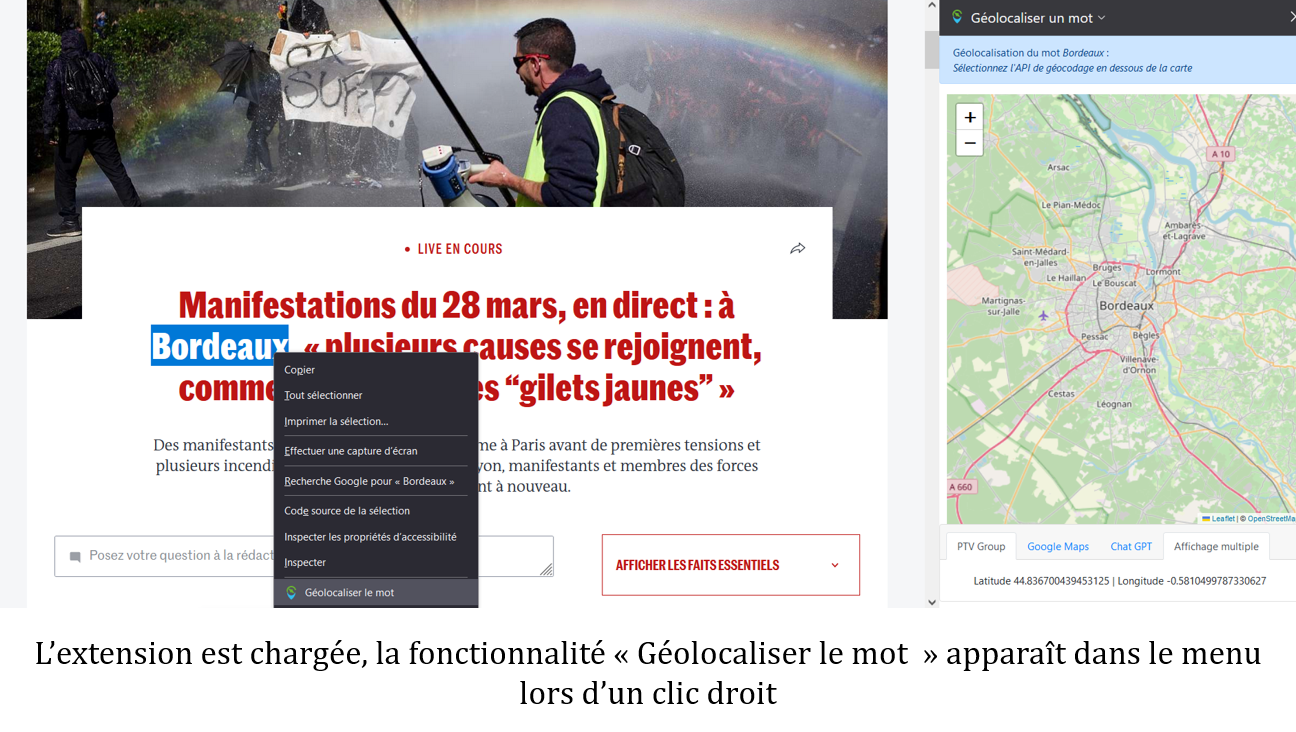 ÇA
SUFFIT
• LIVE EN COURS
Manifestations du 28 mars, en direct : à
Bordeaux, « plusieurs causes se rejoignent,
comme es “gilets jaunes” »
Des manifestants me à Paris avant de premières tensions et
plusieurs incendi yon, manifestants et membres des forces
nt à nouveau.
Posez votre question à la rédact
AFFICHER LES FAITS ESSENTIELS
Copier
Tout sélectionner
Imprimer la sélection...
Effectuer une capture d’écran
Recherche Google pour « Bordeaux »
Code source de la sélection
Inspecter les propriétés d’accessibilité
Inspecter
Géolocaliser le mot
Géolocaliser un mot
Géolocalisation du mot Bordeaux :
Sélectionnez l’API de géocodage en dessous de la carte
+
−
A 10
Arsac
Le Pian-Médoc
Ambarès-
et-Lagrave
Saint-Médard-
en-Jalles
Bruges
Lormont
Le Haillan
Le Bouscat
Martignas-
sur-Jalle
Bordeaux
Pessac
Bègles
Villenave-
d'Ornon
Cestas
Léognan
A 660
Leaflet | © OpenStreetMa
PTV Group
Google Maps
Chat GPT
Affichage multiple
Latitude 44.836700439453125 | Longitude -0.5810499787330627
L’extension est chargée, la fonctionnalité « Géolocaliser le mot » apparaît dans le menu
lors d’un clic droit